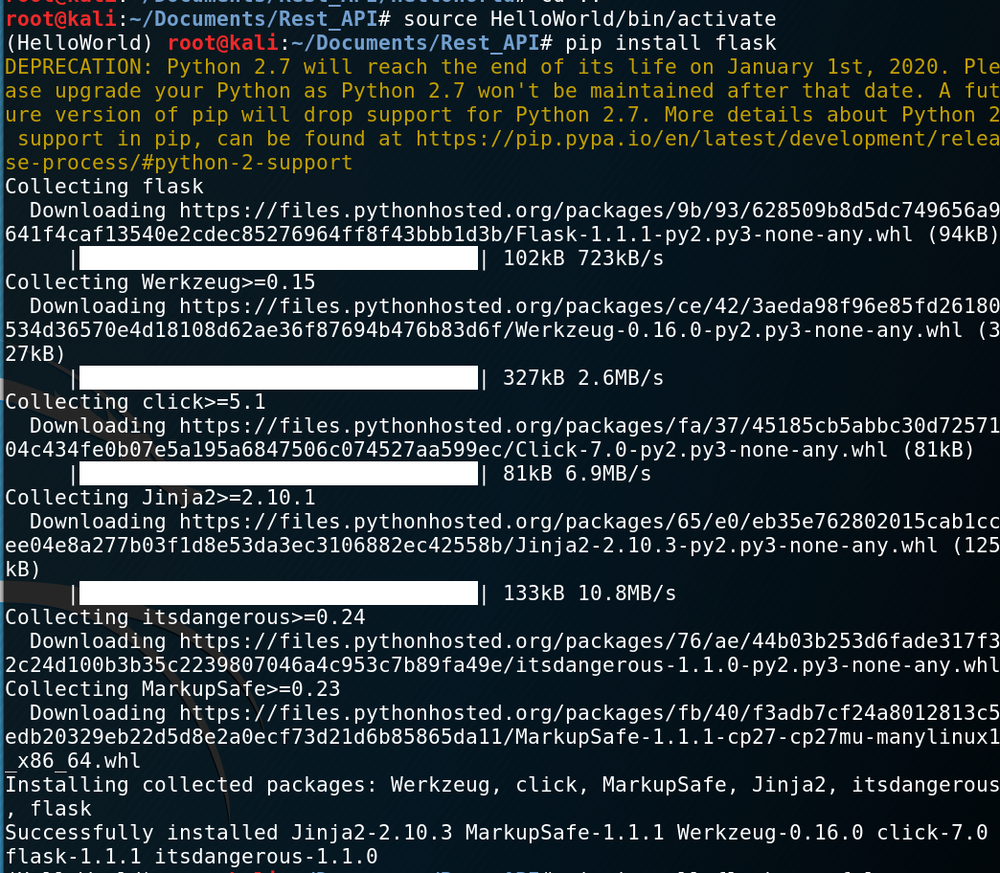 root@kali:~/Documents/Rest_API# source HelloWorld/bin/activate
(HelloWorld) root@kali:~/Documents/Rest_API# pip install flask
DEPRECATION: Python 2.7 will reach the end of its life on January 1st, 2020. Ple
ase upgrade your Python as Python 2.7 won't be maintained after that date. A fut
ure version of pip will drop support for Python 2.7. More details about Python 2
 support in pip, can be found at https://pip.pypa.io/en/latest/development/relea
se-process/#python-2-support
Collecting flask
  Downloading https://files.pythonhosted.org/packages/9b/93/628509b8d5dc749656a9
641f4caf13540e2cdec85276964ff8f43bbb1d3b/Flask-1.1.1-py2.py3-none-any.whl (94kB)
     | | 102kB 723kB/s
Collecting Werkzeug>=0.15
  Downloading https://files.pythonhosted.org/packages/ce/42/3aeda98f96e85fd26180
534d36570e4d18108d62ae36f87694b476b83d6f/Werkzeug-0.16.0-py2.py3-none-any.whl (3
27kB)
     | | 327kB 2.6MB/s
Collecting click>=5.1
  Downloading https://files.pythonhosted.org/packages/fa/37/45185cb5abbc30d72571
04c434fe0b07e5a195a6847506c074527aa599ec/Click-7.0-py2.py3-none-any.whl (81kB)
     | | 81kB 6.9MB/s
Collecting Jinja2>=2.10.1
  Downloading https://files.pythonhosted.org/packages/65/e0/eb35e762802015cab1cc
ee04e8a277b03f1d8e53da3ec3106882ec42558b/Jinja2-2.10.3-py2.py3-none-any.whl (125
kB)
     | | 133kB 10.8MB/s
Collecting itsdangerous>=0.24
  Downloading https://files.pythonhosted.org/packages/76/ae/44b03b253d6fade317f3
2c24d100b3b35c2239807046a4c953c7b89fa49e/itsdangerous-1.1.0-py2.py3-none-any.whl
Collecting MarkupSafe>=0.23
  Downloading https://files.pythonhosted.org/packages/fb/40/f3adb7cf24a8012813c5
edb20329eb22d5d8e2a0ecf73d21d6b85865da11/MarkupSafe-1.1.1-cp27-cp27mu-manylinux1
_x86_64.whl
Installing collected packages: Werkzeug, click, MarkupSafe, Jinja2, itsdangerous
, flask
Successfully installed Jinja2-2.10.3 MarkupSafe-1.1.1 Werkzeug-0.16.0 click-7.0
flask-1.1.1 itsdangerous-1.1.0